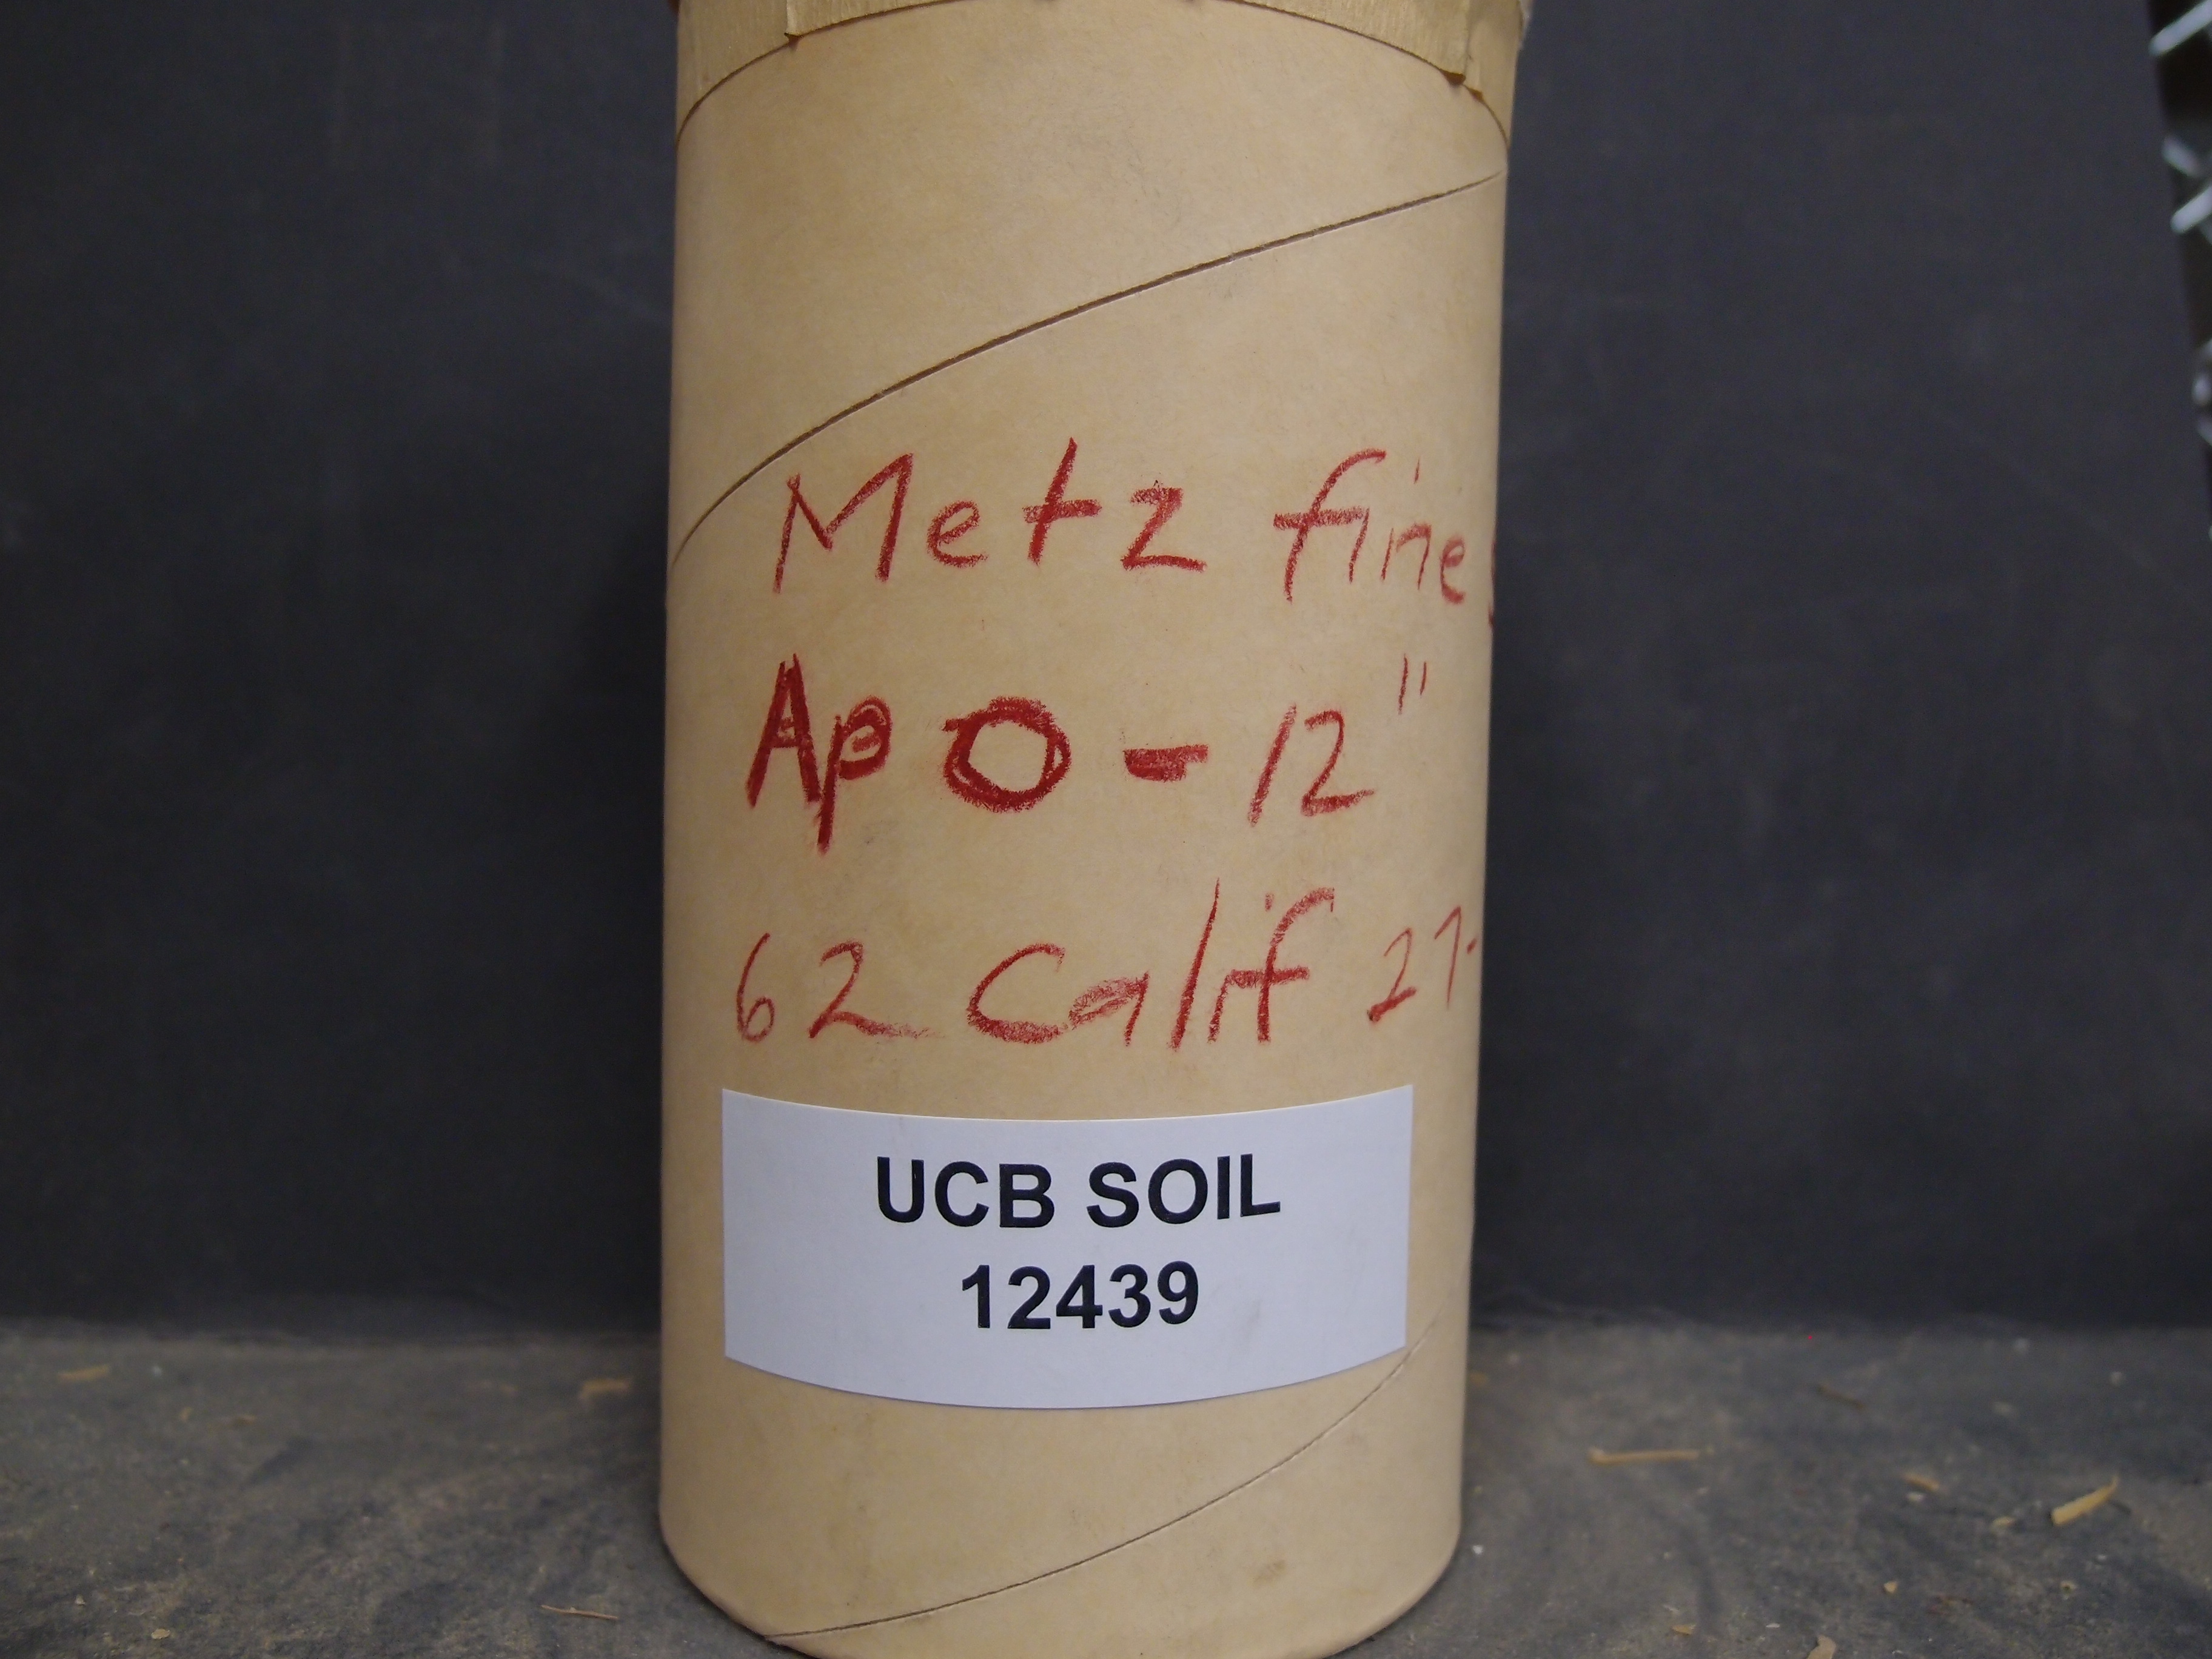 Metz fine
Ap 0-12"
62 Calif 27-
UCB SOIL
12439